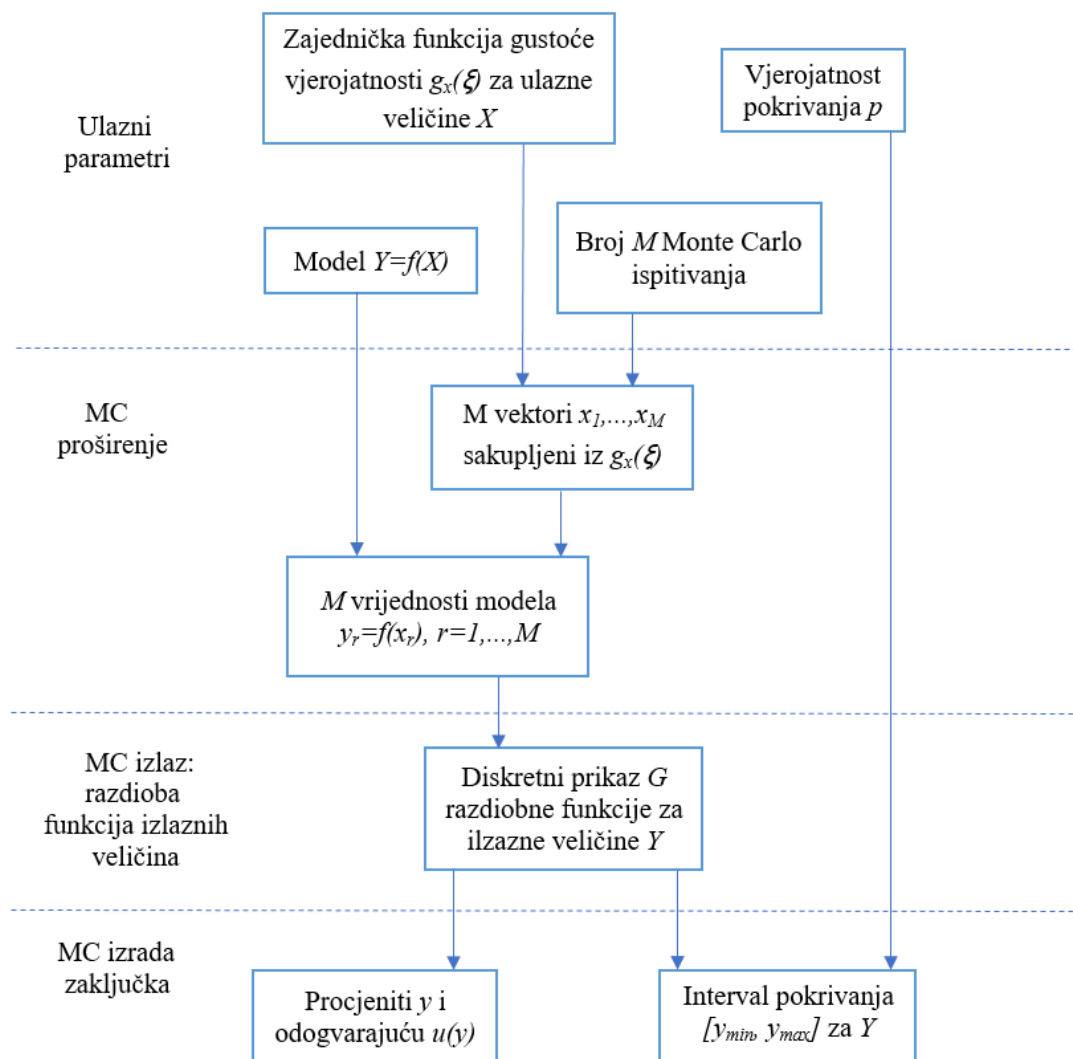 Zajednička funkcija gustoće
vjerojatnosti gx(ξ) za ulazne
veličine X
Vjerojatnost
pokrivanja p
Ulazni
parametri
Model Y=f(X)
Broj M Monte Carlo
ispitivanja
MC
proširenje
M vektori x1,...,xM
sakupljeni iz gx(ξ)
M vrijednosti modela
yr=f(xr), r=1,...,M
MC izlaz:
razdioba
funkcija izlaznih
veličina
Diskretni prikaz G
razdiobne funkcije za
ilzazne veličine Y
MC izrada
zaključka
Procjeniti y i
odogvarajuću u(y)
Interval pokrivanja
[ymin, ymax] za Y